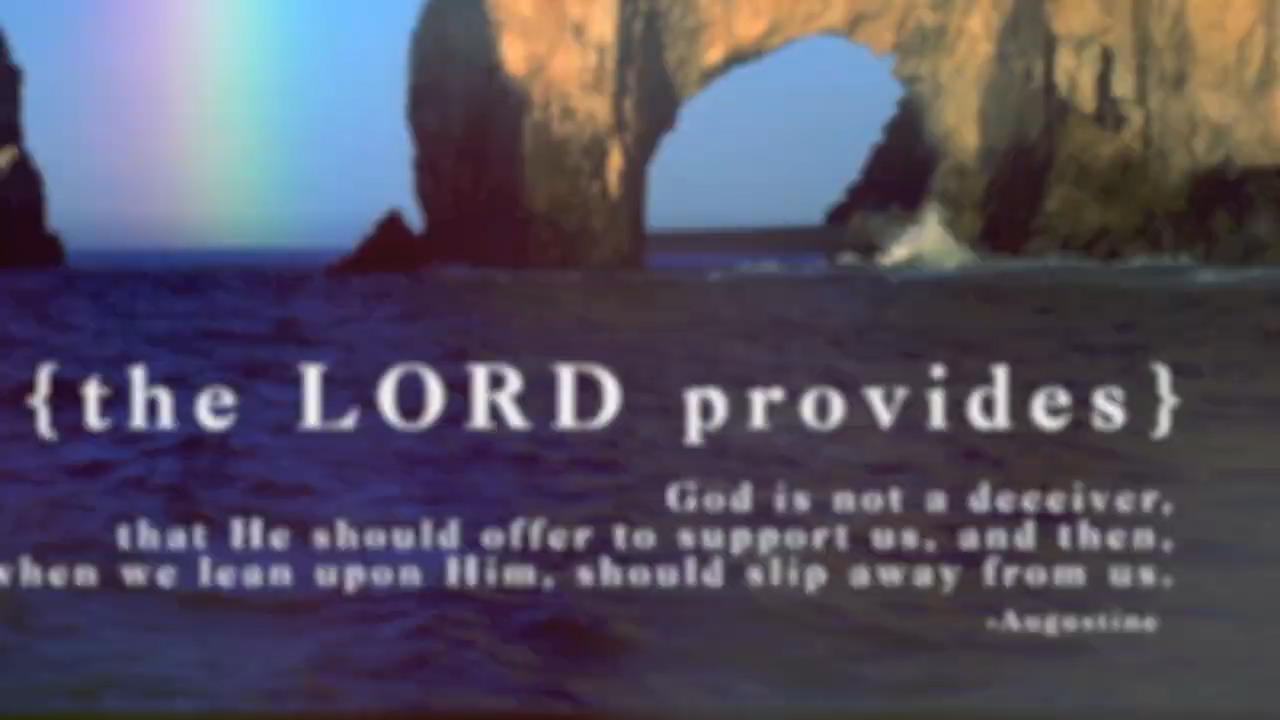 {the LORD provides}
God is not a deceiver,
that He should offer to support us, and then,
when we lean upon Him, should slip away from us.
-Augustine